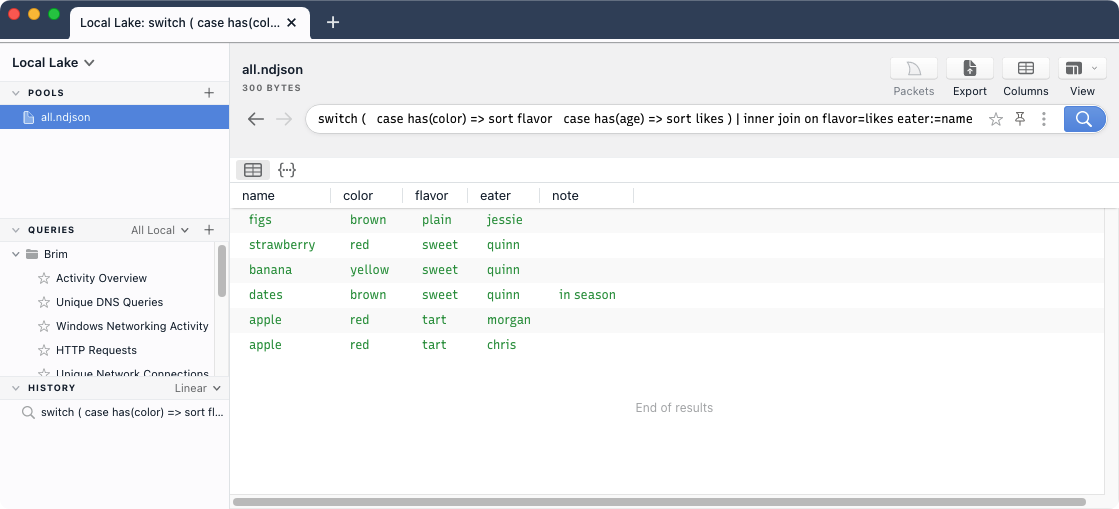 Local Lake: switch ( case has(col... ✕ +
Local Lake
POOLS +
all.ndjson
QUERIES All Local +
Brim
Activity Overview
Unique DNS Queries
Windows Networking Activity
HTTP Requests
Unique Network Connections
HISTORY Linear
switch ( case has(color) => sort fl...
all.ndjson
300 BYTES
Packets Export Columns View
switch (   case has(color) => sort flavor   case has(age) => sort likes ) | inner join on flavor=likes eater:=name
name color flavor eater note
figs brown plain jessie
strawberry red sweet quinn
banana yellow sweet quinn
dates brown sweet quinn in season
apple red tart morgan
apple red tart chris
End of results